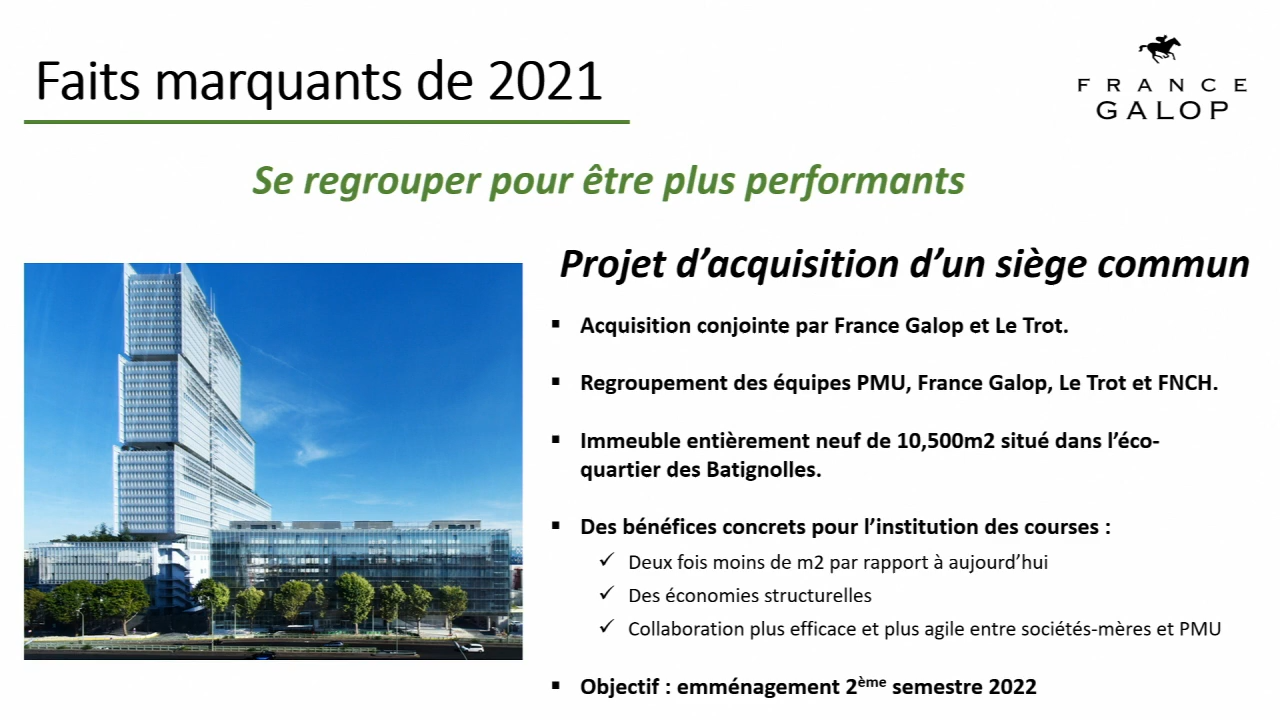 Faits marquants de 2021
FRANCE
GALOP
Se regrouper pour être plus performants
Projet d’acquisition d’un siège commun
▪ Acquisition conjointe par France Galop et Le Trot.
▪ Regroupement des équipes PMU, France Galop, Le Trot et FNCH.
▪ Immeuble entièrement neuf de 10,500m2 situé dans l’éco-
quartier des Batignolles.
▪ Des bénéfices concrets pour l’institution des courses :
✓ Deux fois moins de m2 par rapport à aujourd’hui
✓ Des économies structurelles
✓ Collaboration plus efficace et plus agile entre sociétés-mères et PMU
▪ Objectif : emménagement 2ème semestre 2022